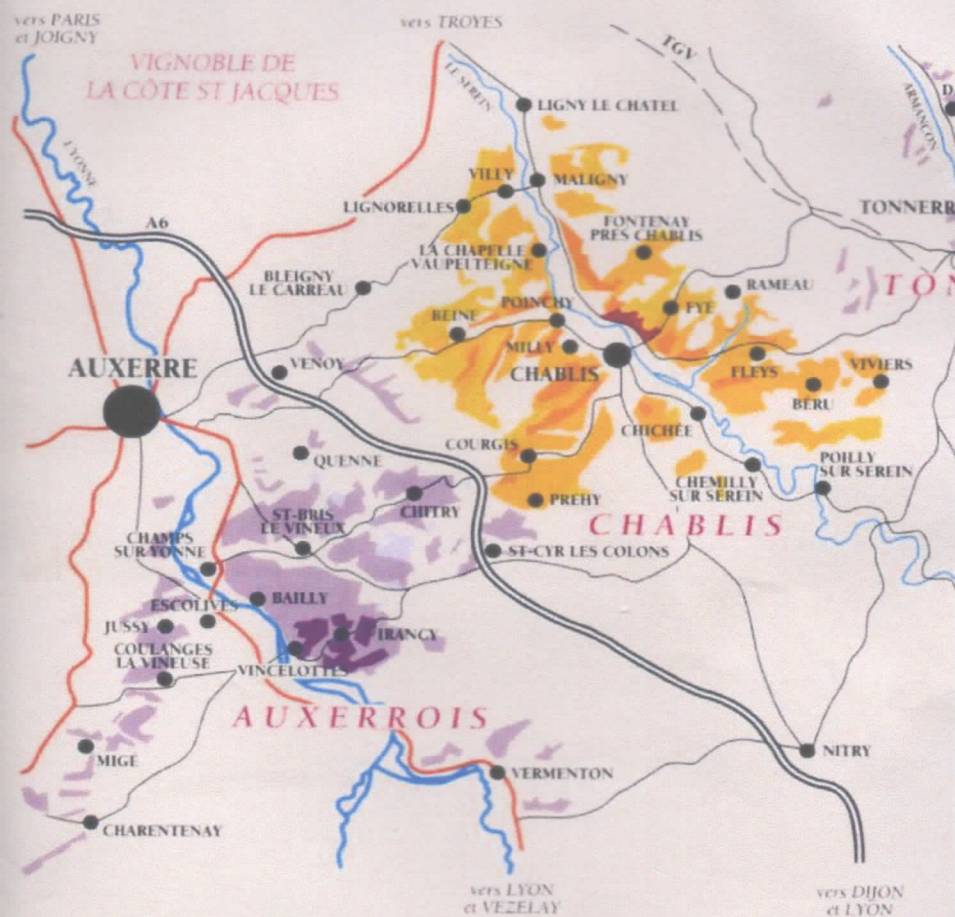 vers PARIS
et JOIGNY
vers TROYES
VIGNOBLE DE
LA CÔTE ST JACQUES
TGV
LE SEREIN
LIGNY LE CHATEL
ARMANÇON
D
L'YONNE
VILLY
MALIGNY
LIGNORELLES
TONNERR
FONTENAY
PRES CHABLIS
A6
LA CHAPELLE
VAUPELTEIGNE
BLEIGNY
LE CARREAU
RAMEAU
TON
POINCHY
FYE
BEINE
MILLY
VENOY
AUXERRE
CHABLIS
FLEYS
VIVIERS
BERU
CHICHÉE
COURGIS
QUENNE
POILLY
SUR SEREIN
CHEMILLY
SUR SEREIN
PREHY
CHITRY
ST-BRIS
LE VINEUX
CHABLIS
CHAMPS
SUR YONNE
ST-CYR LES COLONS
BAILLY
ESCOLIVES
JUSSY
IRANCY
COULANGES
LA VINEUSE
VINCELOTTES
AUXERROIS
NITRY
MIGE
VERMENTON
CHARENTENAY
vers LYON
et VEZELAY
vers DIJON
et LYON